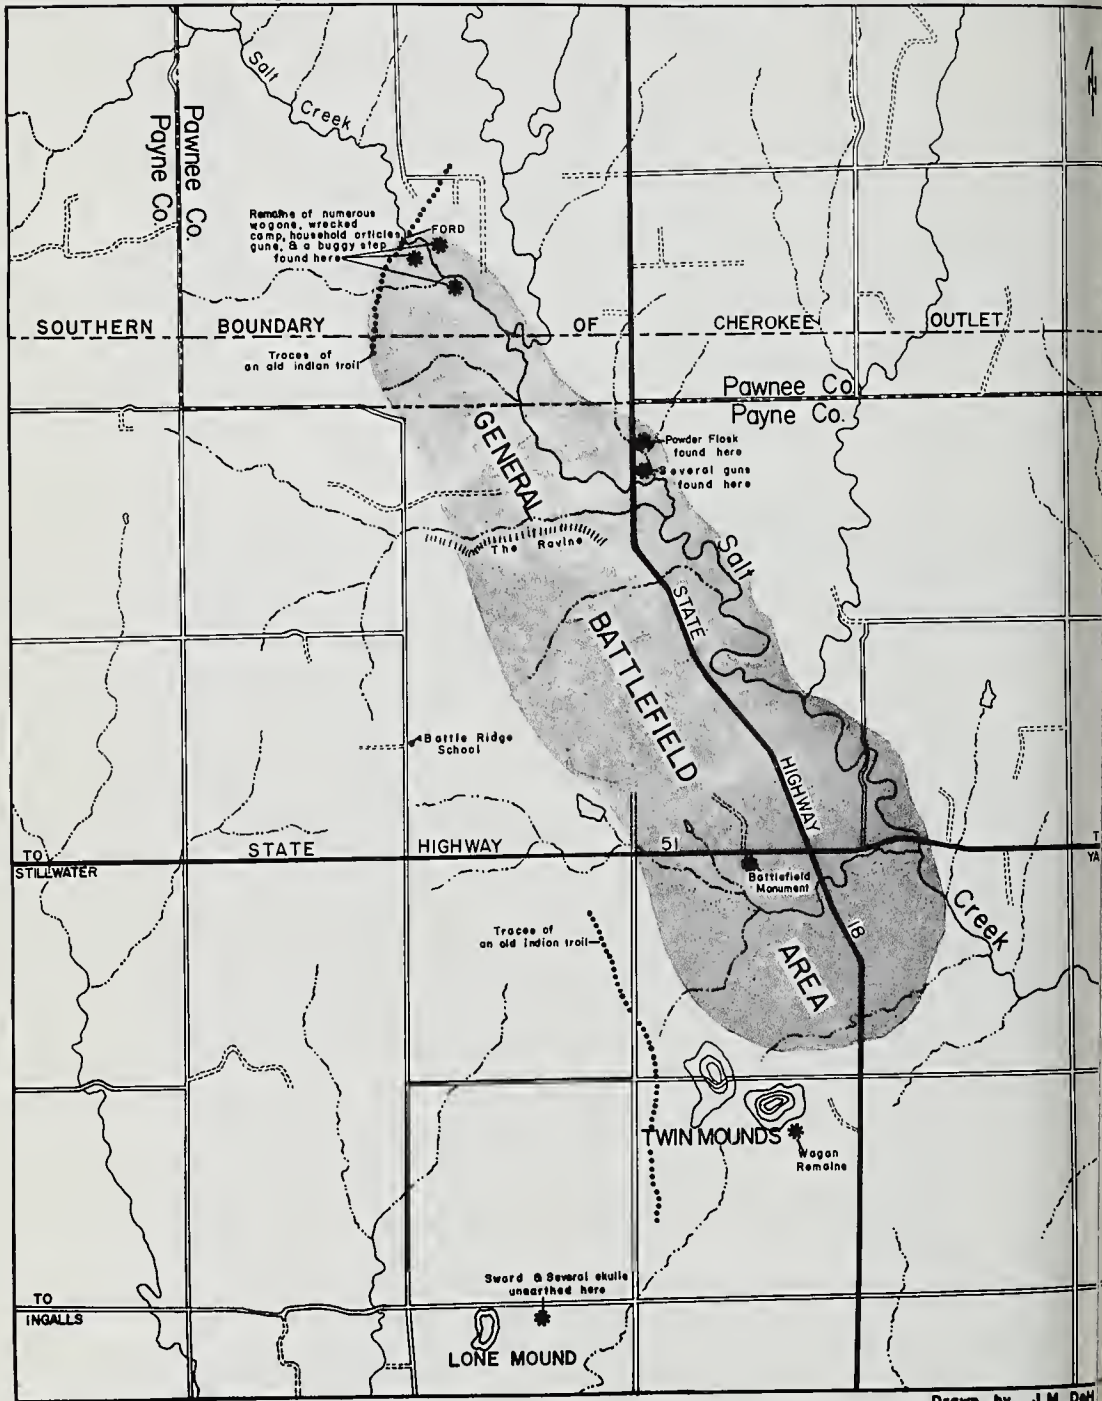 N
Salt
Creek
Pawnee Co.
Payne Co.
Remains of numerous
wagons, wrecked
camp, household articles,
guns, & a buggy step
found here
FORD
SOUTHERN BOUNDARY OF CHEROKEE OUTLET
Traces of
an old indian trail
Pawnee Co.
Payne Co.
GENERAL
Powder Flask
found here
Several guns
found here
The Ravine
Salt
STATE
BATTLEFIELD
Battle Ridge
School
HIGHWAY
TO
STILLWATER
STATE HIGHWAY 51
T
YA
Battlefield
Monument
Creek
Traces of
an old indian trail
18
AREA
TWIN MOUNDS
Wagan
Remains
Sword & Several skulls
unearthed here
TO
INGALLS
LONE MOUND
Drawn by J.M. DeH